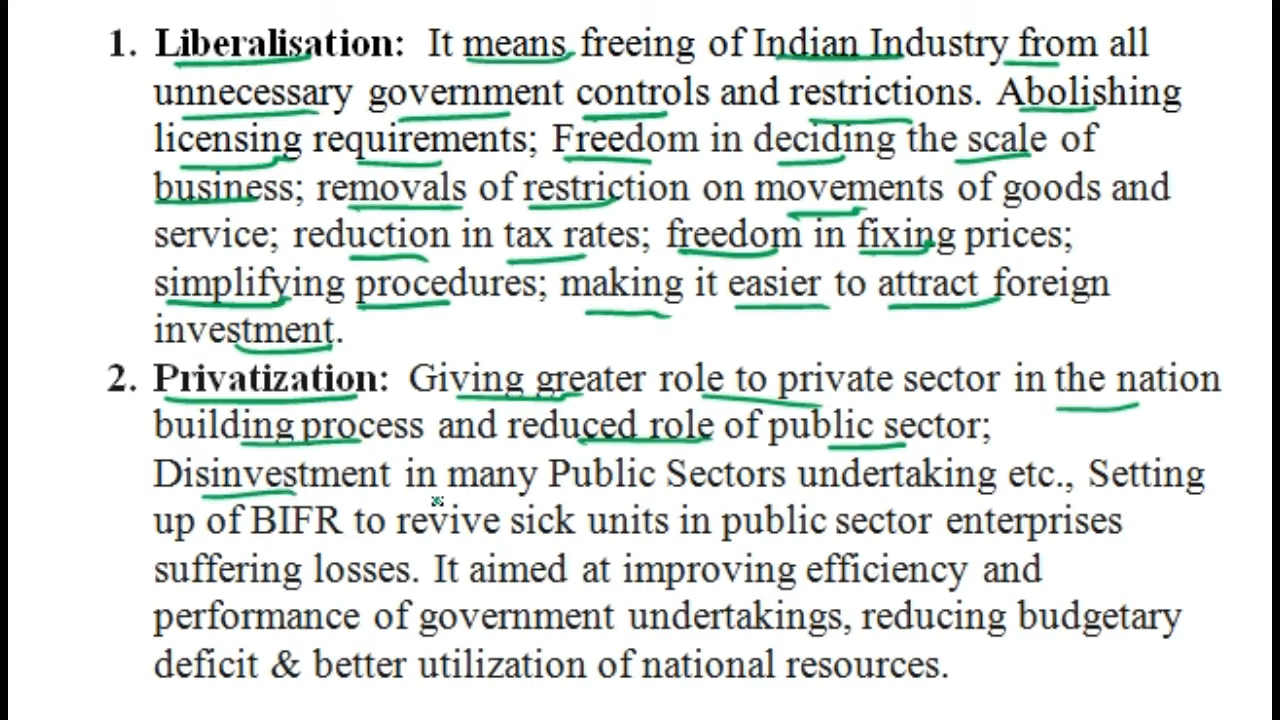 1. Liberalisation: It means freeing of Indian Industry from all
unnecessary government controls and restrictions. Abolishing
licensing requirements; Freedom in deciding the scale of
business; removals of restriction on movements of goods and
service; reduction in tax rates; freedom in fixing prices;
simplifying procedures; making it easier to attract foreign
investment.
2. Privatization: Giving greater role to private sector in the nation
building process and reduced role of public sector;
Disinvestment in many Public Sectors undertaking etc., Setting
up of BIFR to revive sick units in public sector enterprises
suffering losses. It aimed at improving efficiency and
performance of government undertakings, reducing budgetary
deficit & better utilization of national resources.